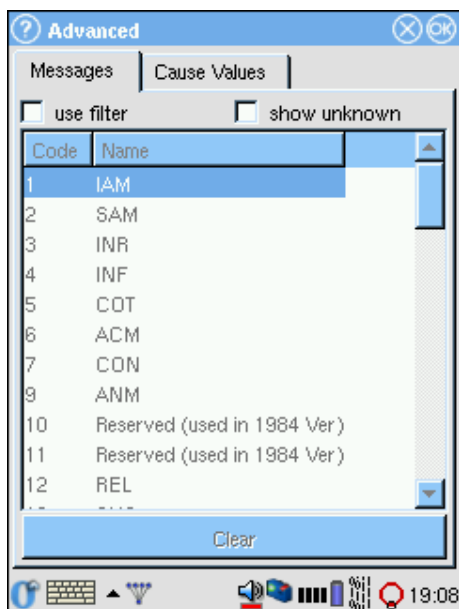 Advanced
OK
Messages Cause Values
use filter show unknown
Code Name
1 IAM
2 SAM
3 INR
4 INF
5 COT
6 ACM
7 CON
9 ANM
10 Reserved (used in 1984 Ver)
11 Reserved (used in 1984 Ver)
12 REL
Clear
19:08